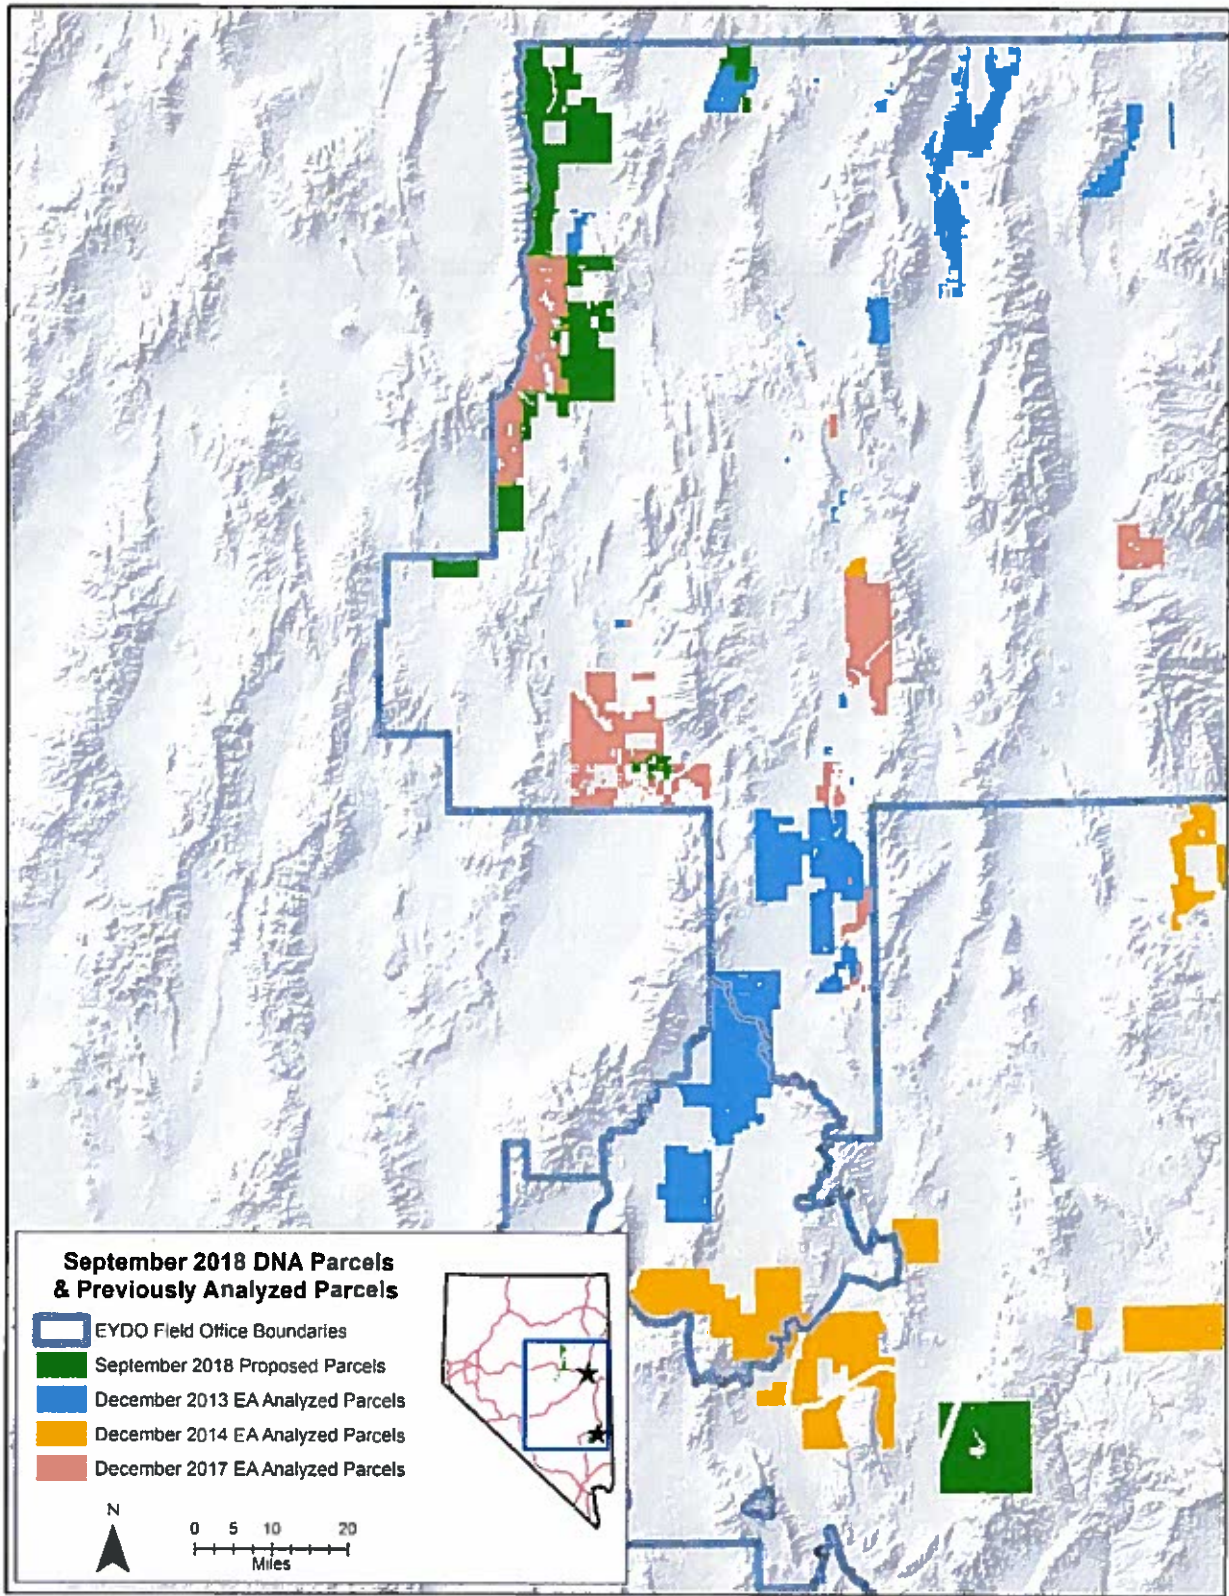 September 2018 DNA Parcels
& Previously Analyzed Parcels
EYDO Field Office Boundaries
September 2018 Proposed Parcels
December 2013 EA Analyzed Parcels
December 2014 EA Analyzed Parcels
December 2017 EA Analyzed Parcels
N
0 5 10 20
Miles